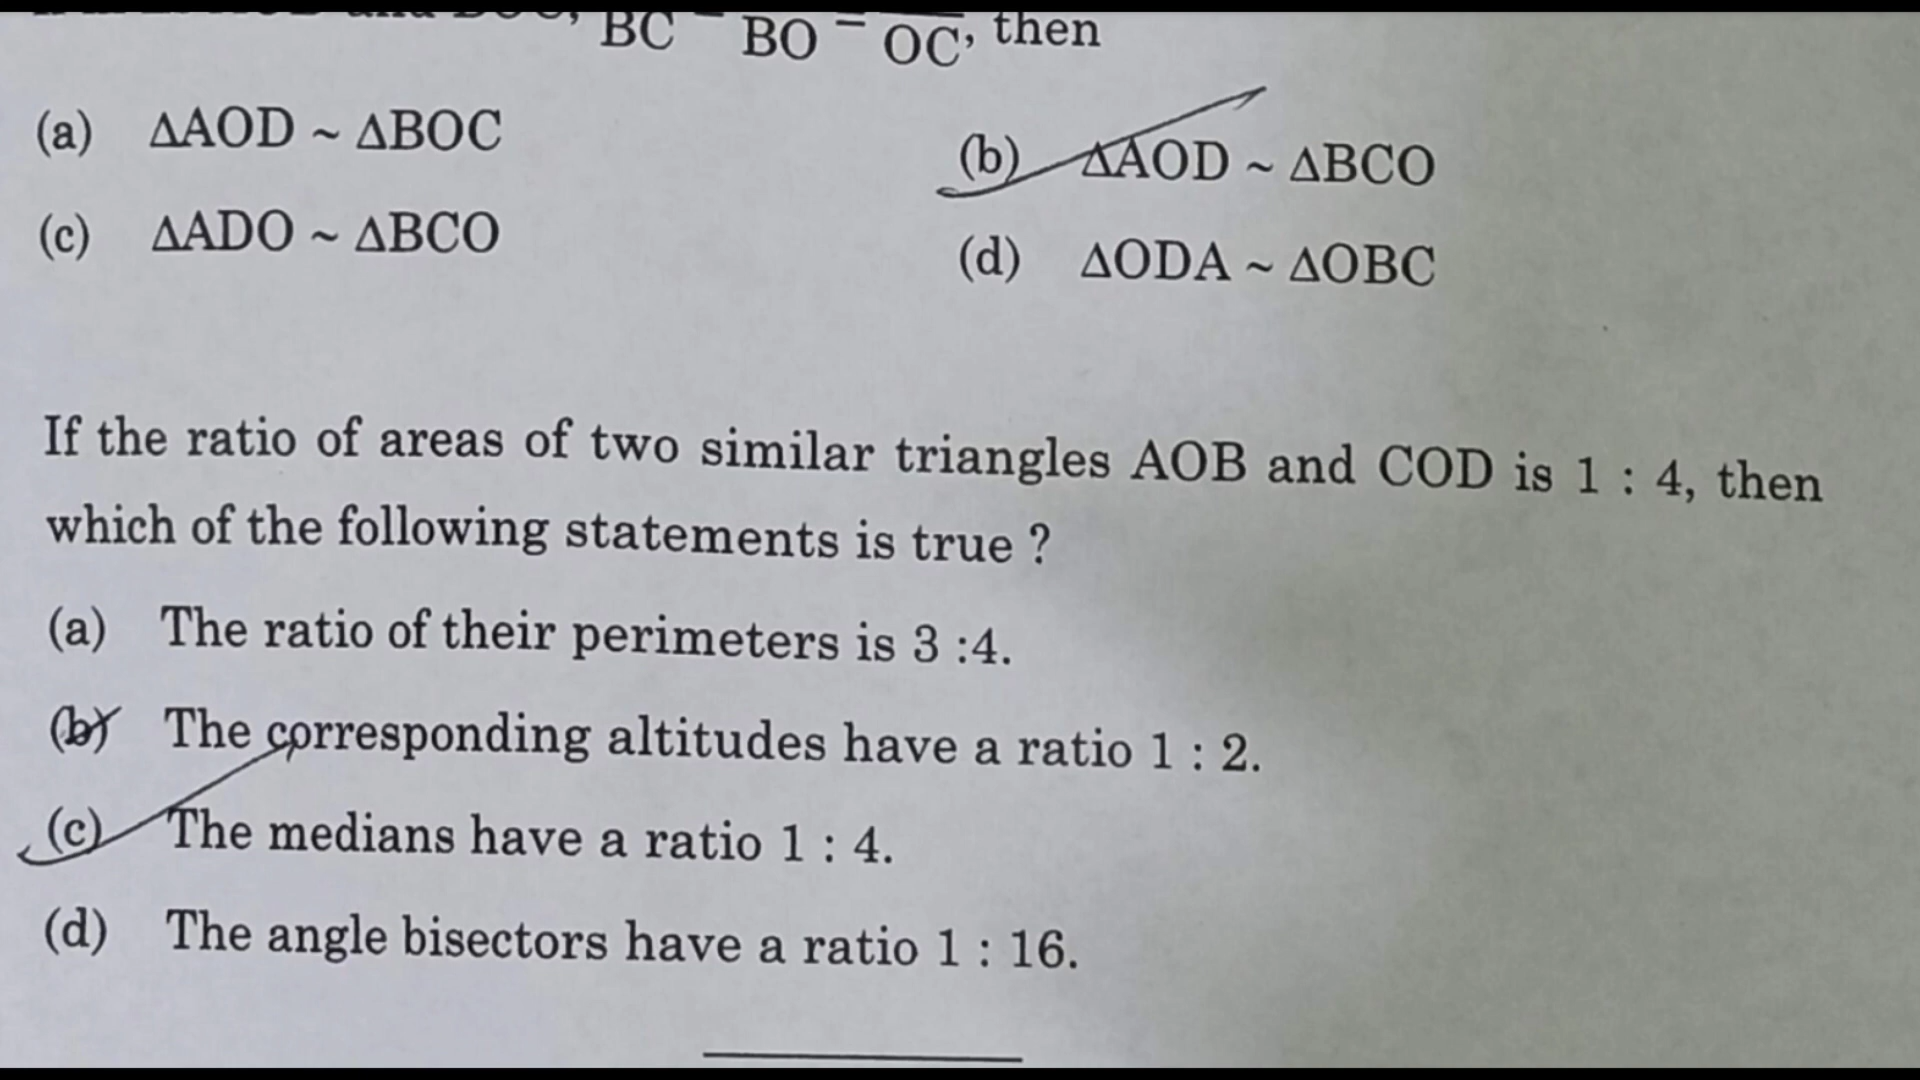 BC = BO = OC, then
(a) ΔAOD ~ ΔBOC
(b) ΔAOD ~ ΔBCO
(c) ΔADO ~ ΔBCO
(d) ΔODA ~ ΔOBC
If the ratio of areas of two similar triangles AOB and COD is 1 : 4, then
which of the following statements is true ?
(a) The ratio of their perimeters is 3 :4.
(b) The corresponding altitudes have a ratio 1 : 2.
(c) The medians have a ratio 1 : 4.
(d) The angle bisectors have a ratio 1 : 16.